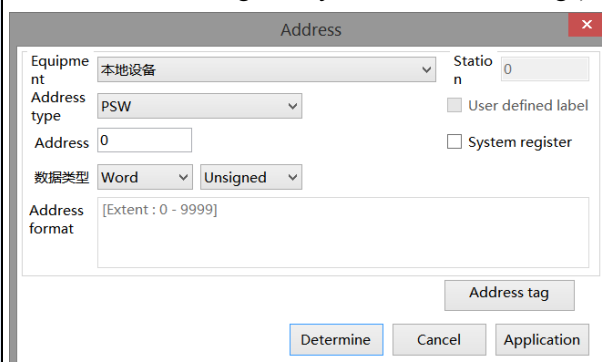 Address
Equipme
nt
本地设备
Statio
n
0
Address
type
PSW
User defined label
Address
0
System register
数据类型
Word
Unsigned
Address
format
[Extent : 0 - 9999]
Address tag
Determine
Cancel
Application